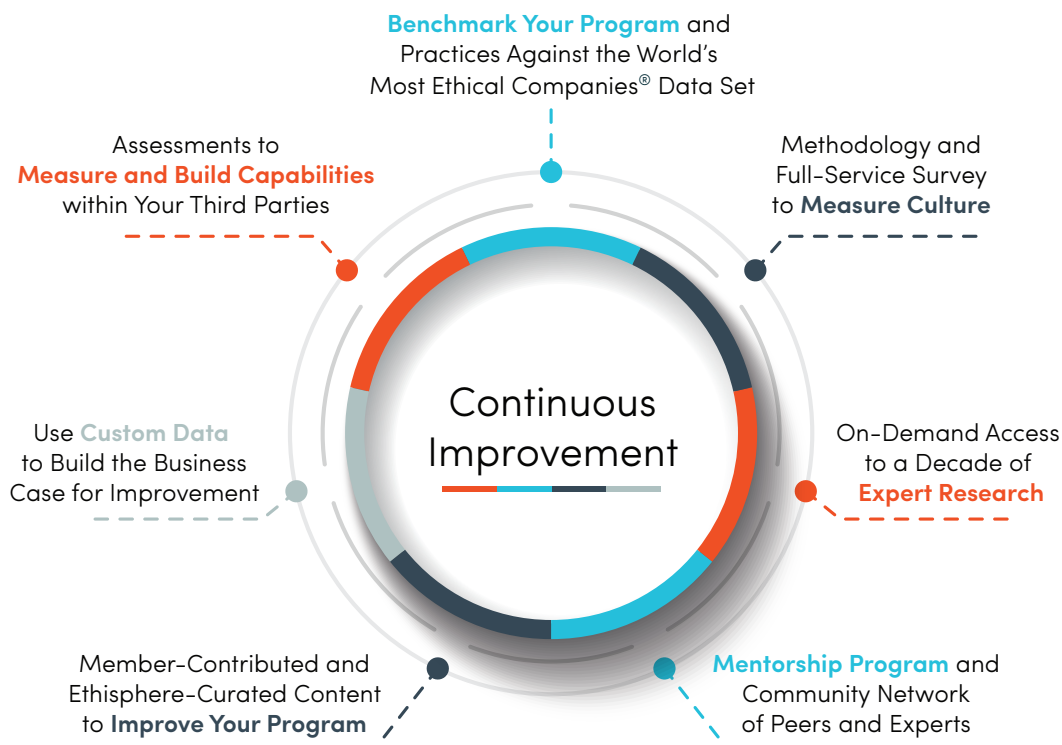 Benchmark Your Program and
Practices Against the World's
Most Ethical Companies® Data Set
Assessments to
Measure and Build Capabilities
within Your Third Parties
Methodology and
Full-Service Survey
to Measure Culture
Continuous
Improvement
Use Custom Data
to Build the Business
Case for Improvement
On-Demand Access
to a Decade of
Expert Research
Member-Contributed and
Ethisphere-Curated Content
to Improve Your Program
Mentorship Program and
Community Network
of Peers and Experts